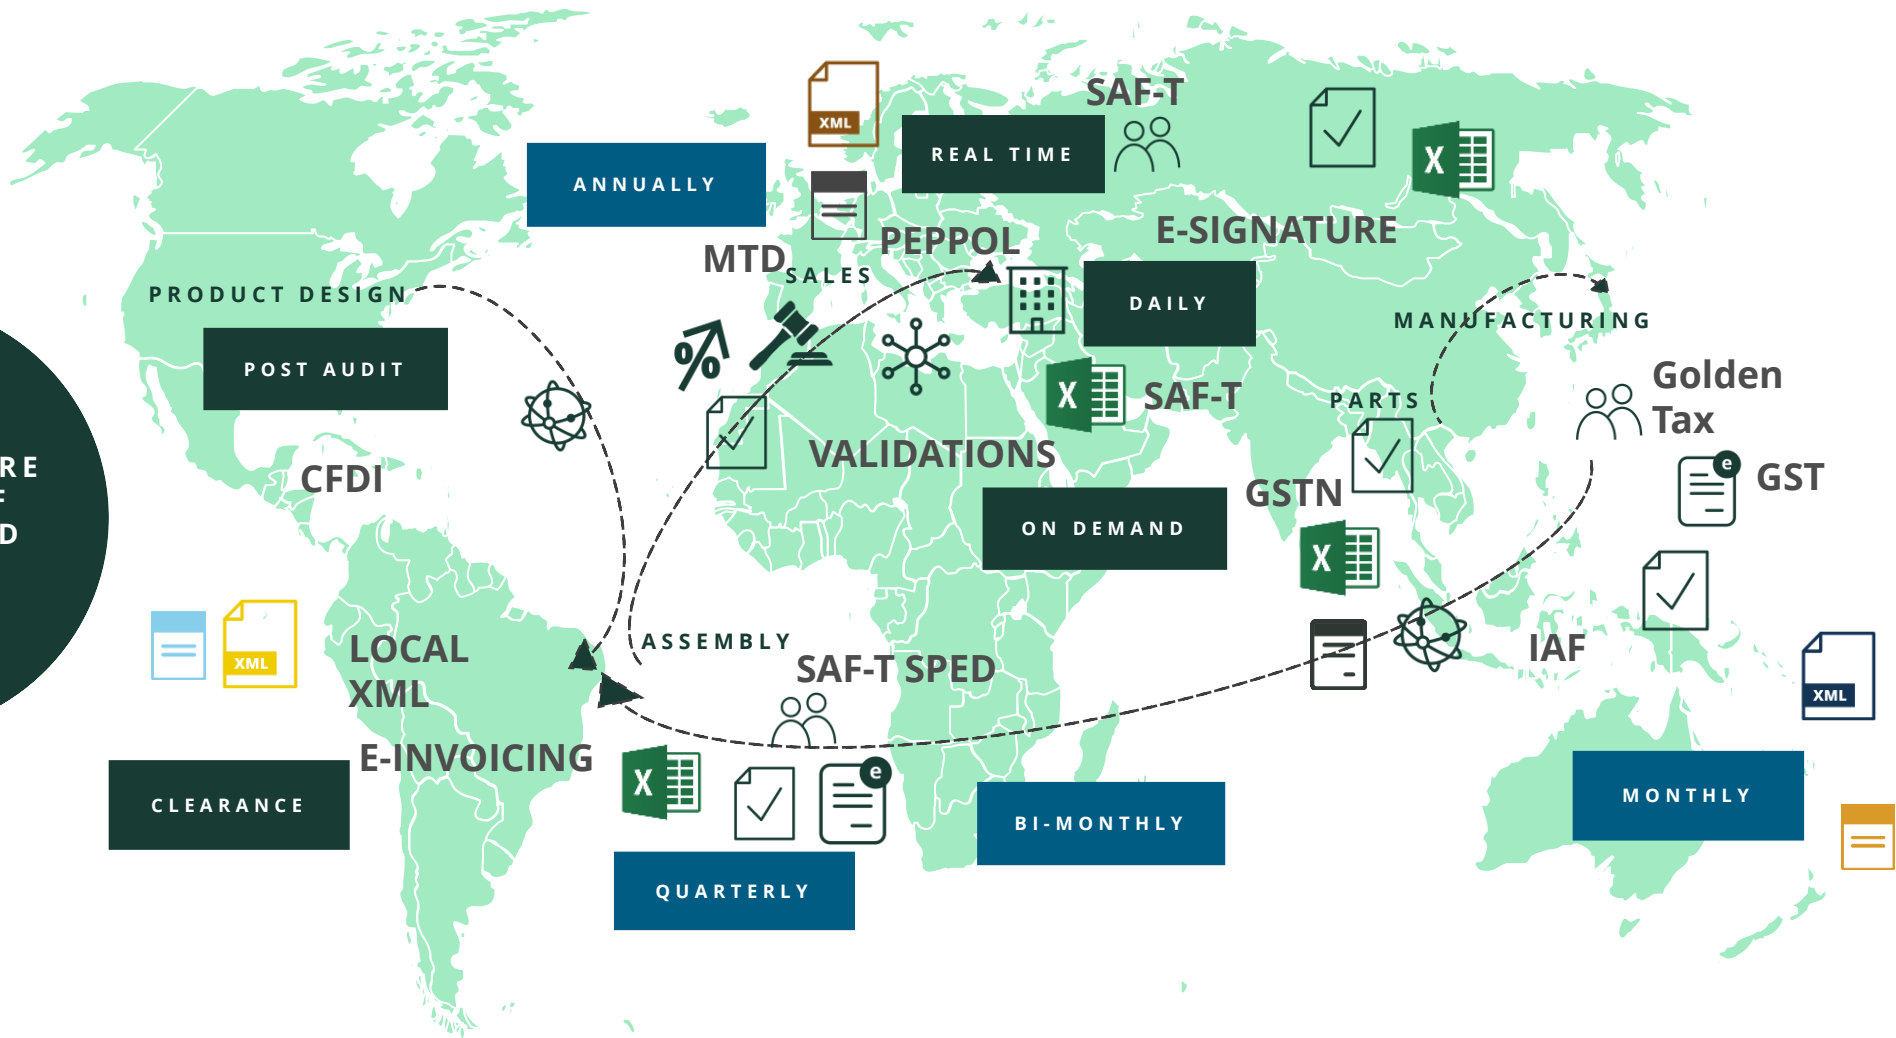 SAF-T
XML
REAL TIME
ANNUALLY
X
E-SIGNATURE
PEPPOL
MTD
SALES
PRODUCT DESIGN
DAILY
MANUFACTURING
POST AUDIT
%
X
SAF-T
PARTS
Golden
Tax
VALIDATIONS
CFDI
GSTN
e
GST
RE
F
D
ON DEMAND
X
ASSEMBLY
LOCAL
XML
XML
SAF-T SPED
IAF
XML
E-INVOICING
X
e
CLEARANCE
BI-MONTHLY
MONTHLY
QUARTERLY